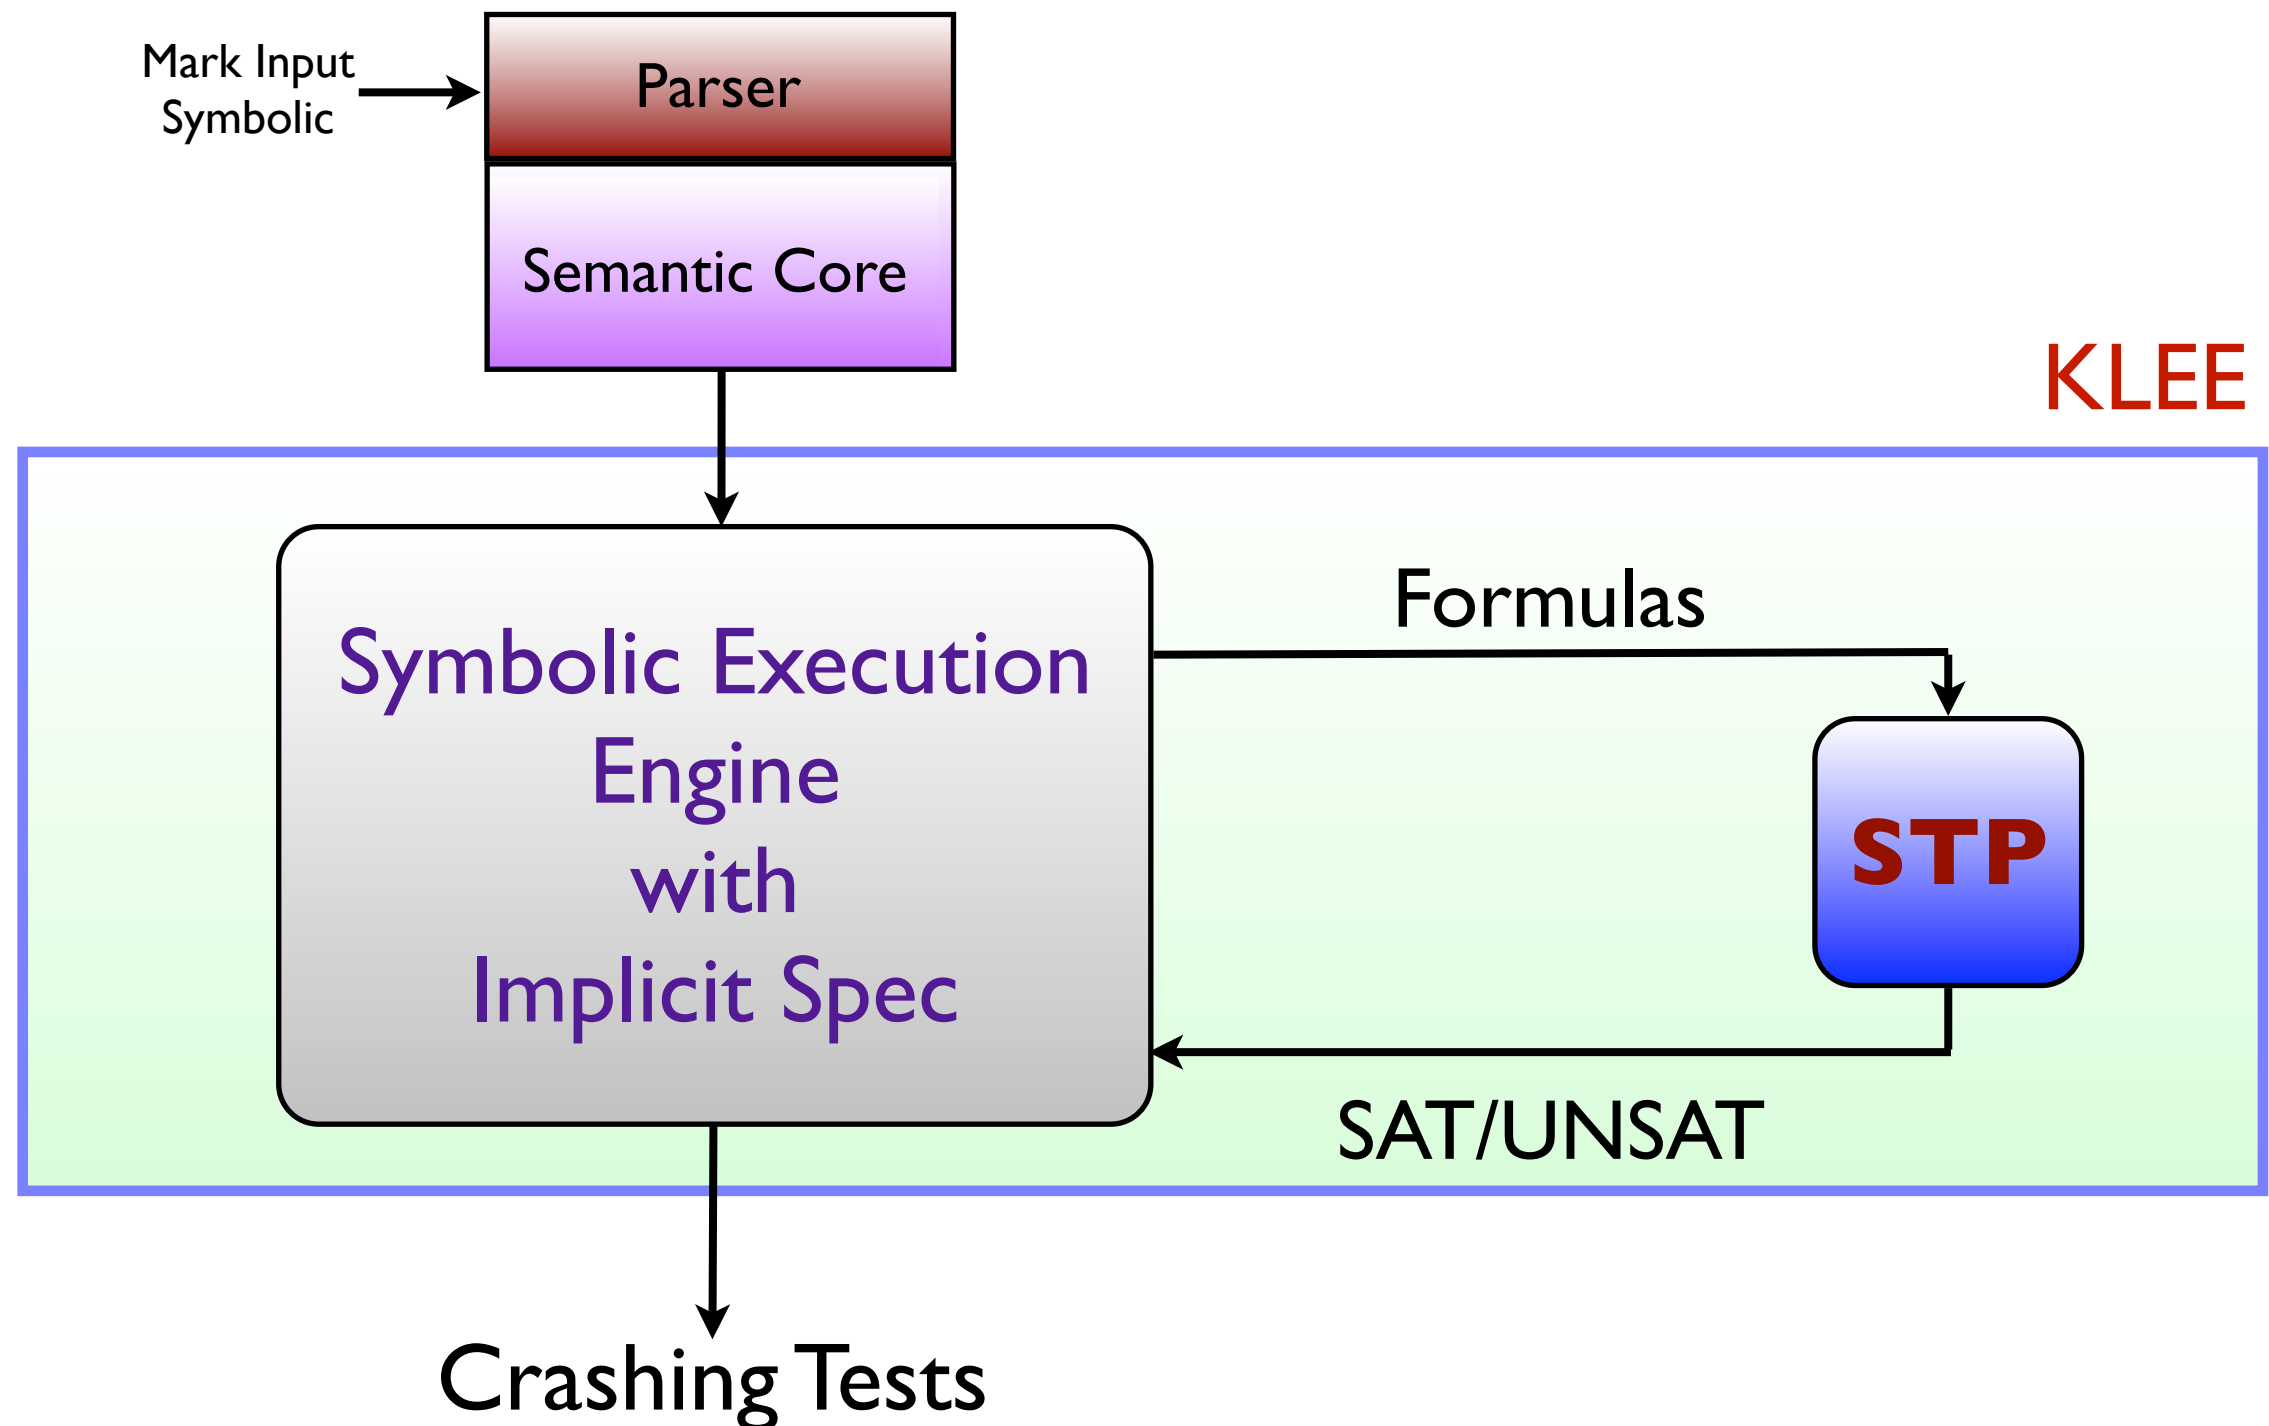 Mark Input
Symbolic
Parser
Semantic Core
KLEE
Symbolic Execution
Engine
with
Implicit Spec
Formulas
STP
SAT/UNSAT
Crashing Tests